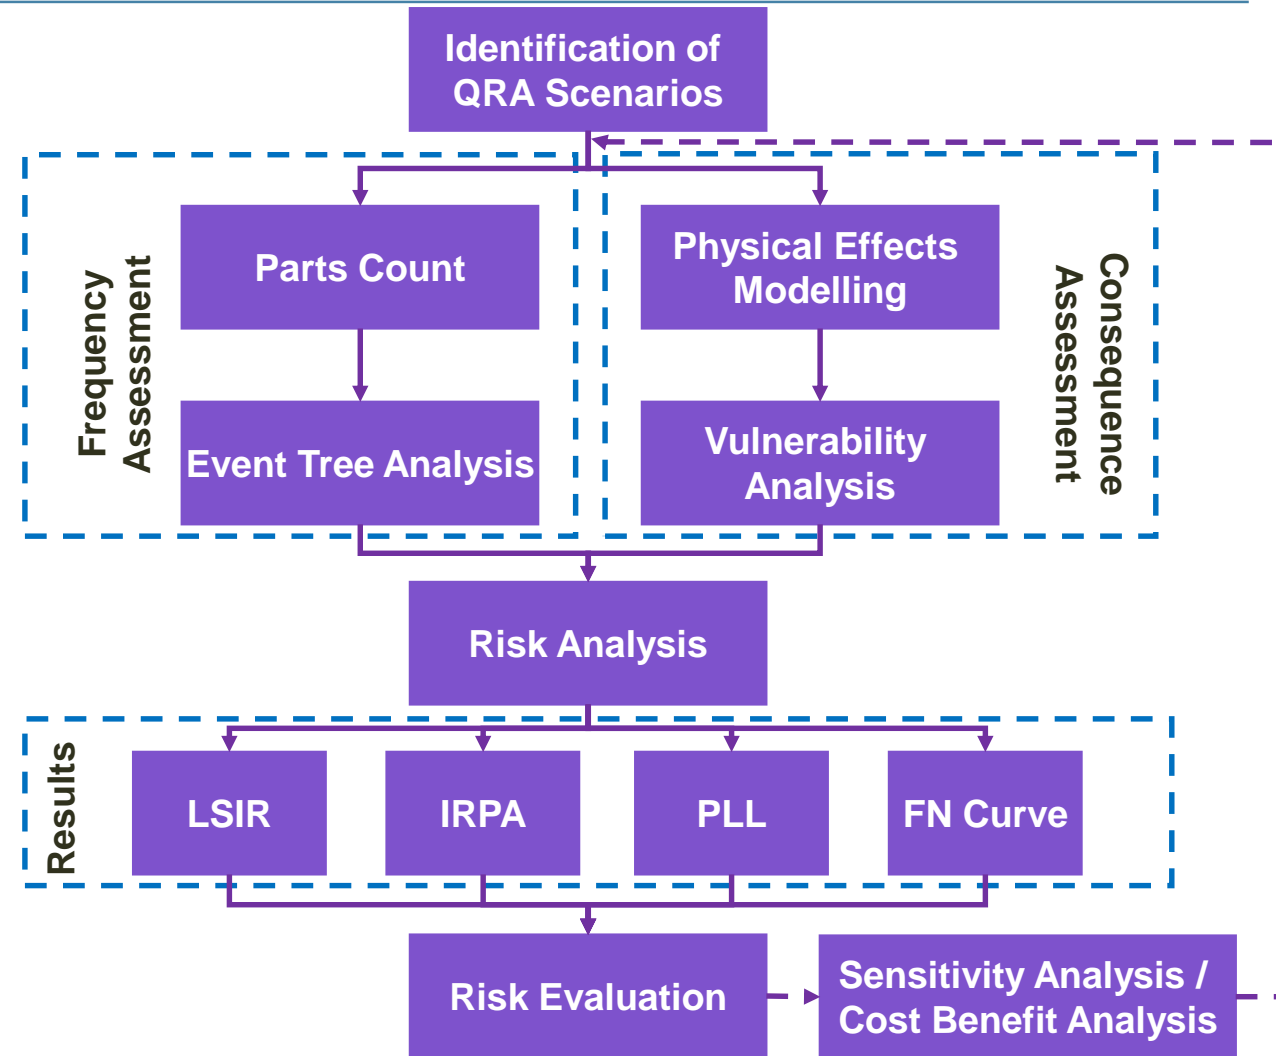 Identification of
QRA Scenarios
Frequency
Assessment
Parts Count
Event Tree Analysis
Physical Effects
Modelling
Vulnerability
Analysis
Consequence
Assessment
Risk Analysis
Results
LSIR
IRPA
PLL
FN Curve
Risk Evaluation
Sensitivity Analysis /
Cost Benefit Analysis